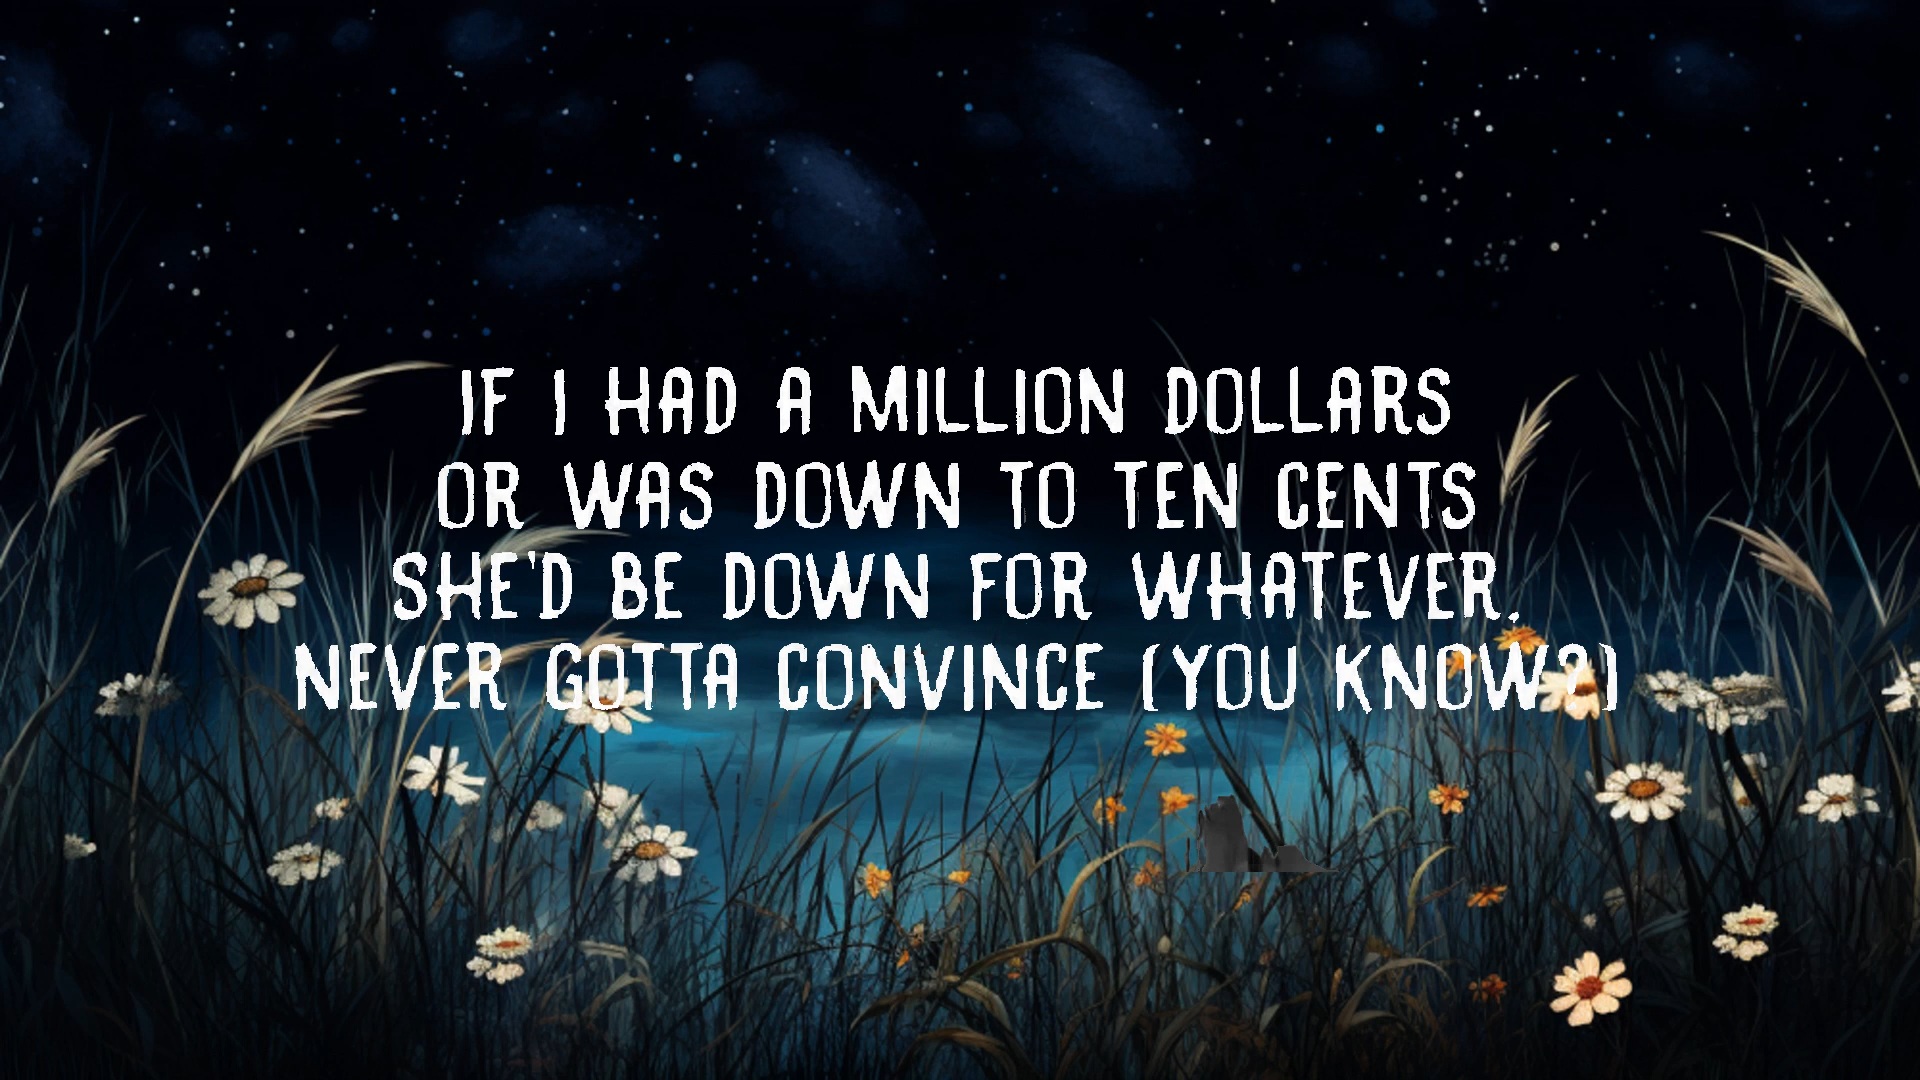 IF I HAD A MILLION DOLLARS
OR WAS DOWN TO TEN CENTS
SHE'D BE DOWN FOR WHATEVER,
NEVER GOTTA CONVINCE (YOU KNOW?)